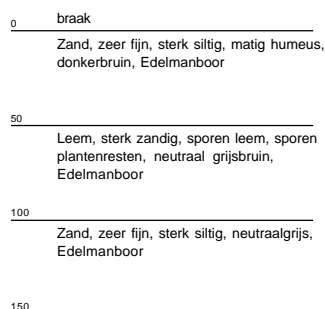 0 braak
Zand, zeer fijn, sterk siltig, matig humeus,
donkerbruin, Edelmanboor
50
Leem, sterk zandig, sporen leem, sporen
plantenresten, neutraal grijsbruin,
Edelmanboor
100
Zand, zeer fijn, sterk siltig, neutraalgrijs,
Edelmanboor
150